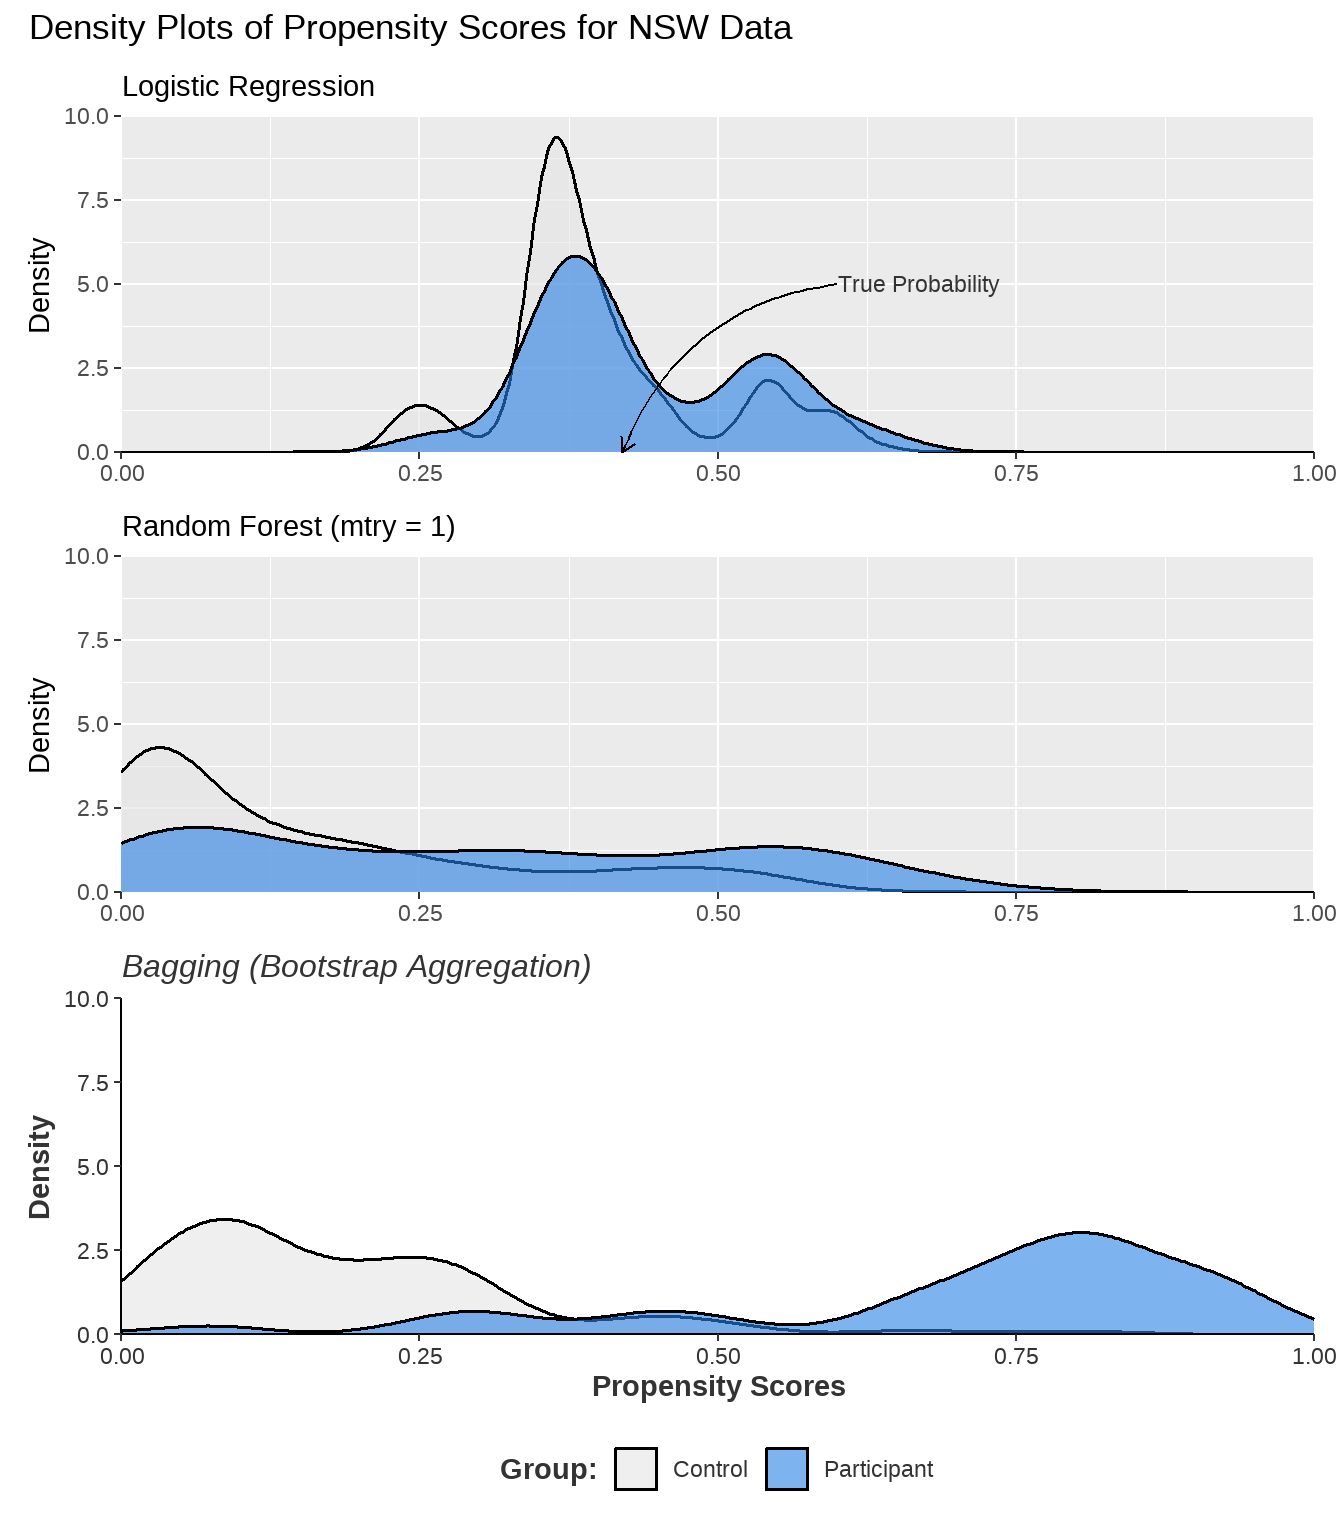 Density Plots of Propensity Scores for NSW Data
Logistic Regression
10.0
7.5
5.0
2.5
0.0
Density
True Probability
0.00 0.25 0.50 0.75 1.00
Random Forest (mtry = 1)
10.0
7.5
5.0
2.5
0.0
Density
0.00 0.25 0.50 0.75 1.00
Bagging (Bootstrap Aggregation)
10.0
7.5
5.0
2.5
0.0
Density
0.00 0.25 0.50 0.75 1.00
Propensity Scores
Group: Control Participant